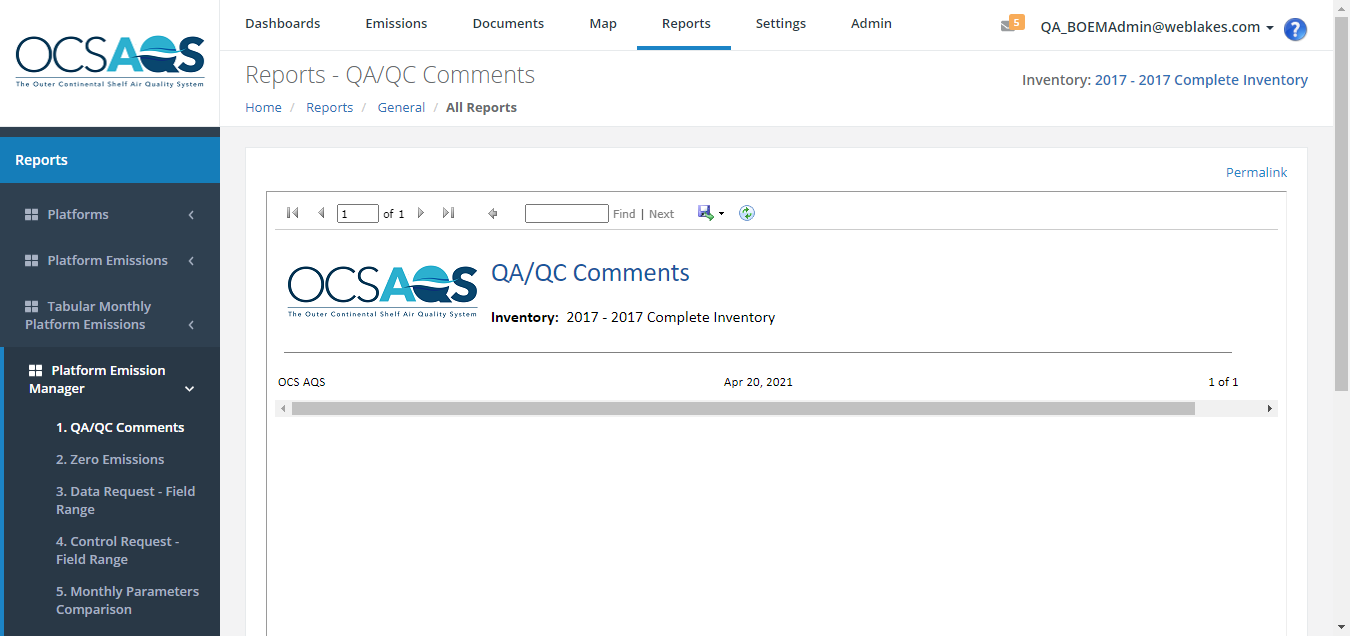 OCSAQS
The Outer Continental Shelf Air Quality System
Dashboards Emissions Documents Map Reports Settings Admin
5
QA_BOEMAdmin@weblakes.com
?
Reports - QA/QC Comments
Inventory: 2017 - 2017 Complete Inventory
Home / Reports / General / All Reports
Reports
Platforms
Platform Emissions
Tabular Monthly
Platform Emissions
Platform Emission
Manager
1. QA/QC Comments
2. Zero Emissions
3. Data Request - Field
Range
4. Control Request -
Field Range
5. Monthly Parameters
Comparison
Permalink
1 of 1 Find | Next
OCSAQS
The Outer Continental Shelf Air Quality System
QA/QC Comments
Inventory: 2017 - 2017 Complete Inventory
OCS AQS Apr 20, 2021 1 of 1